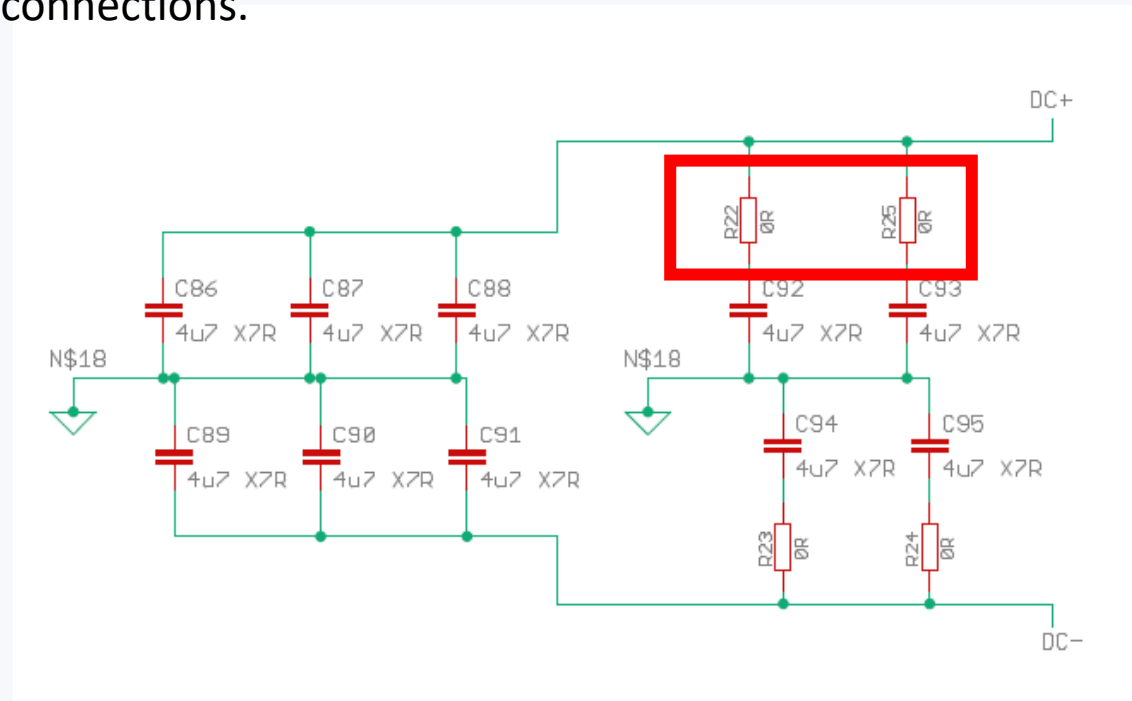 connections.
DC+
R22
0R
R25
0R
C86
4u7 X7R
C87
4u7 X7R
C88
4u7 X7R
C92
4u7 X7R
C93
4u7 X7R
N$18
N$18
C89
4u7 X7R
C90
4u7 X7R
C91
4u7 X7R
C94
4u7 X7R
C95
4u7 X7R
R23
0R
R24
0R
DC-